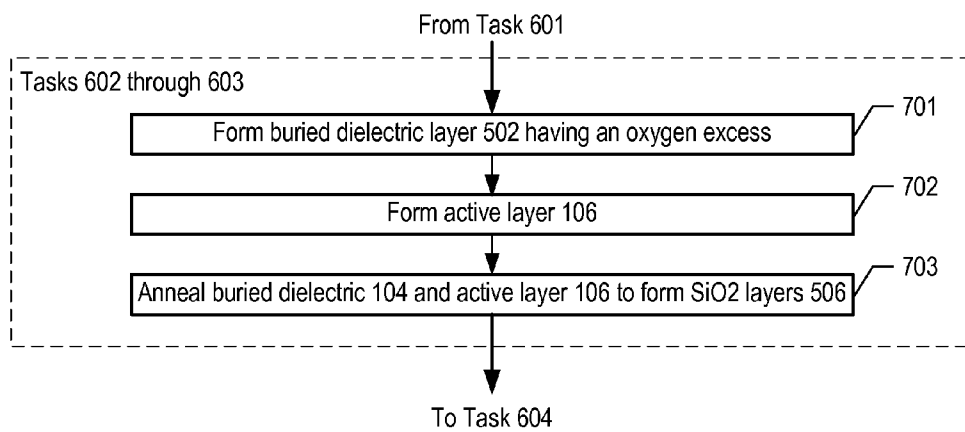 From Task 601
Tasks 602 through 603
701
Form buried dielectric layer 502 having an oxygen excess
702
Form active layer 106
703
Anneal buried dielectric 104 and active layer 106 to form SiO2 layers 506
To Task 604